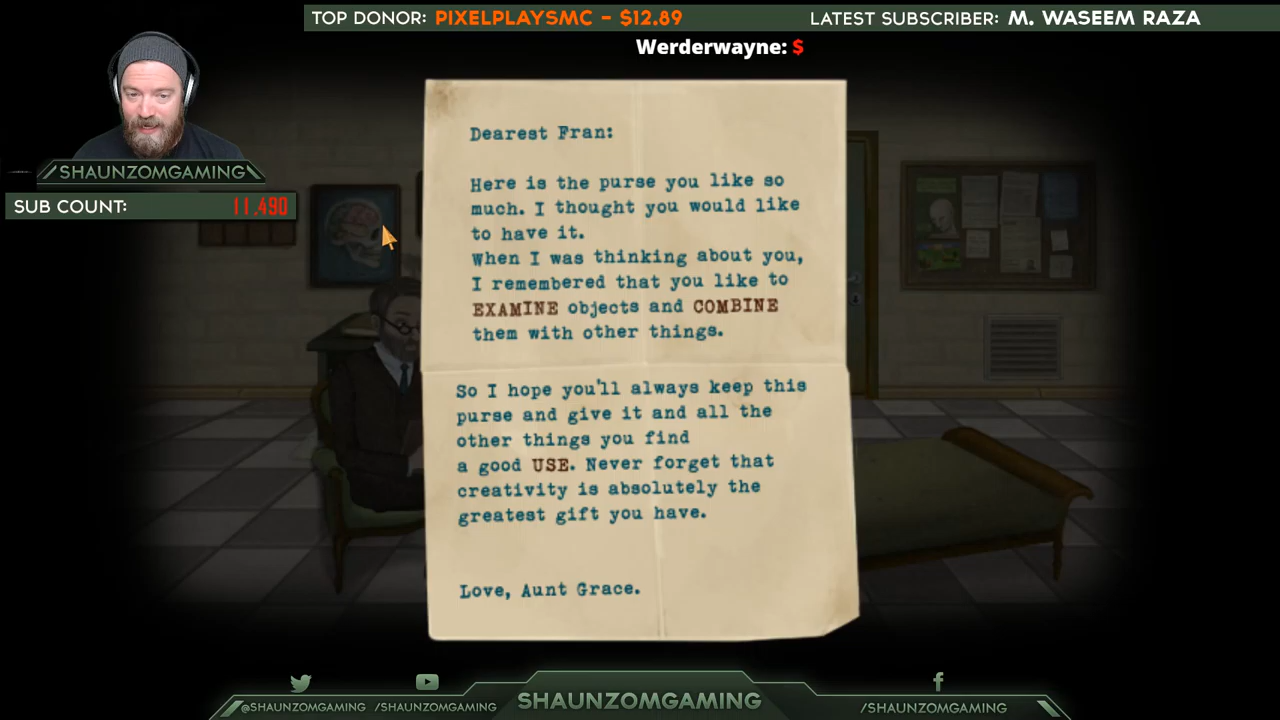 TOP DONOR: PIXELPLAYSMC - $12.89
LATEST SUBSCRIBER: M. WASEEM RAZA
Werderwayne: $
/SHAUNZOMGAMING\
SUB COUNT: 11,490
Dearest Fran:
Here is the purse you like so
much. I thought you would like
to have it.
When I was thinking about you,
I remembered that you like to
EXAMINE objects and COMBINE
them with other things.
So I hope you'll always keep this
purse and give it and all the
other things you find
a good USE. Never forget that
creativity is absolutely the
greatest gift you have.
Love, Aunt Grace.
@SHAUNZOMGAMING
/SHAUNZOMGAMING
SHAUNZOMGAMING
/SHAUNZOMGAMING